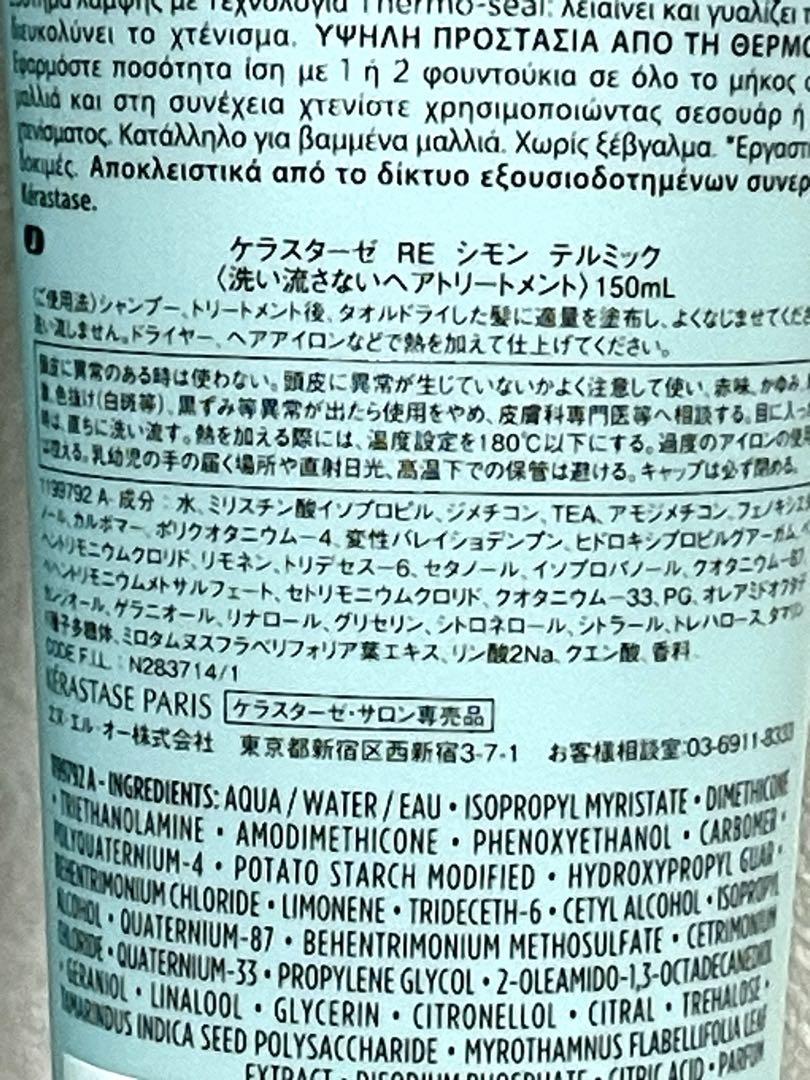 λάμψης με τεχνολογία Thermo-seal: λειαίνει και γυαλίζει
διευκολύνει το χτένισμα. ΥΨΗΛΗ ΠΡΟΣΤΑΣΙΑ ΑΠΟ ΤΗ ΘΕΡΜΟ
Εφαρμόστε ποσότητα ίση με 1 ή 2 φουντούκια σε όλο το μήκος
μαλλιά και στη συνέχεια χτενίστε χρησιμοποιώντας σεσουάρ ή
χτενίσματος. Κατάλληλο για βαμμένα μαλλιά. Χωρίς ξέβγαλμα. *Εργαστ
δοκιμές. Αποκλειστικά από το δίκτυο εξουσιοδοτημένων συνερ
Kérastase.
J
ケラスターゼ RE シモン テルミック
〈洗い流さないヘアトリートメント〉150mL
〈ご使用法〉シャンプー、トリートメント後、タオルドライした髪に適量を塗布し、よくなじませてくだ
洗い流しません。ドライヤー、ヘアアイロンなどで熱を加えて仕上げてください。
頭皮に異常のある時は使わない。頭皮に異常が生じていないかよく注意して使い、赤味、かゆみ、
色抜け(白斑等)、黒ずみ等異常が出たら使用をやめ、皮膚科専門医等へ相談する。目に入っ
時は、直ちに洗い流す。熱を加える際には、温度設定を180℃以下にする。過度のアイロンの使
は控える。乳幼児の手の届く場所や直射日光、高温下での保管は避ける。キャップは必ず閉める。
1199792 A- 成分：水、ミリスチン酸イソプロピル、ジメチコン、TEA、アモジメチコン、フェノキシエ
ノール、カルボマー、ポリクオタニウム-4、変性バレイショデンプン、ヒドロキシプロピルグアーガム、
ヘントリモニウムクロリド、リモネン、トリデセス-6、セタノール、イソプロパノール、クオタニウム-87、
ベヘントリモニウムメトサルフェート、セトリモニウムクロリド、クオタニウム-33、PG、オレアミドオクタ
カンジオール、ゲラニオール、リナロール、グリセリン、シトロネロール、シトラール、トレハロース、タマリン
ド種子多糖体、ミロタムヌスフラベリフォリア葉エキス、リン酸2Na、クエン酸、香料
CODE F.I.L. : N283714/1
KÉRASTASE PARIS ケラスターゼ・サロン専売品
エヌ・エル・オー株式会社 東京都新宿区西新宿3-7-1 お客様相談室:03-6911-8333
1199792 A - INGREDIENTS: AQUA / WATER / EAU • ISOPROPYL MYRISTATE • DIMETHICONE
• TRIETHANOLAMINE • AMODIMETHICONE • PHENOXYETHANOL • CARBOMER •
POLYQUATERNIUM-4 • POTATO STARCH MODIFIED • HYDROXYPROPYL GUAR •
BEHENTRIMONIUM CHLORIDE • LIMONENE • TRIDECETH-6 • CETYL ALCOHOL • ISOPROPYL
ALCOHOL • QUATERNIUM-87 • BEHENTRIMONIUM METHOSULFATE • CETRIMONIUM
CHLORIDE • QUATERNIUM-33 • PROPYLENE GLYCOL • 2-OLEAMIDO-1,3-OCTADECANEDIOL
• GERANIOL • LINALOOL • GLYCERIN • CITRONELLOL • CITRAL • TREHALOSE •
TAMARINDUS INDICA SEED POLYSACCHARIDE • MYROTHAMNUS FLABELLIFOLIA LEAF
EXTRACT • DISODIUM PHOSPHATE • CITRIC ACID • PARFUM